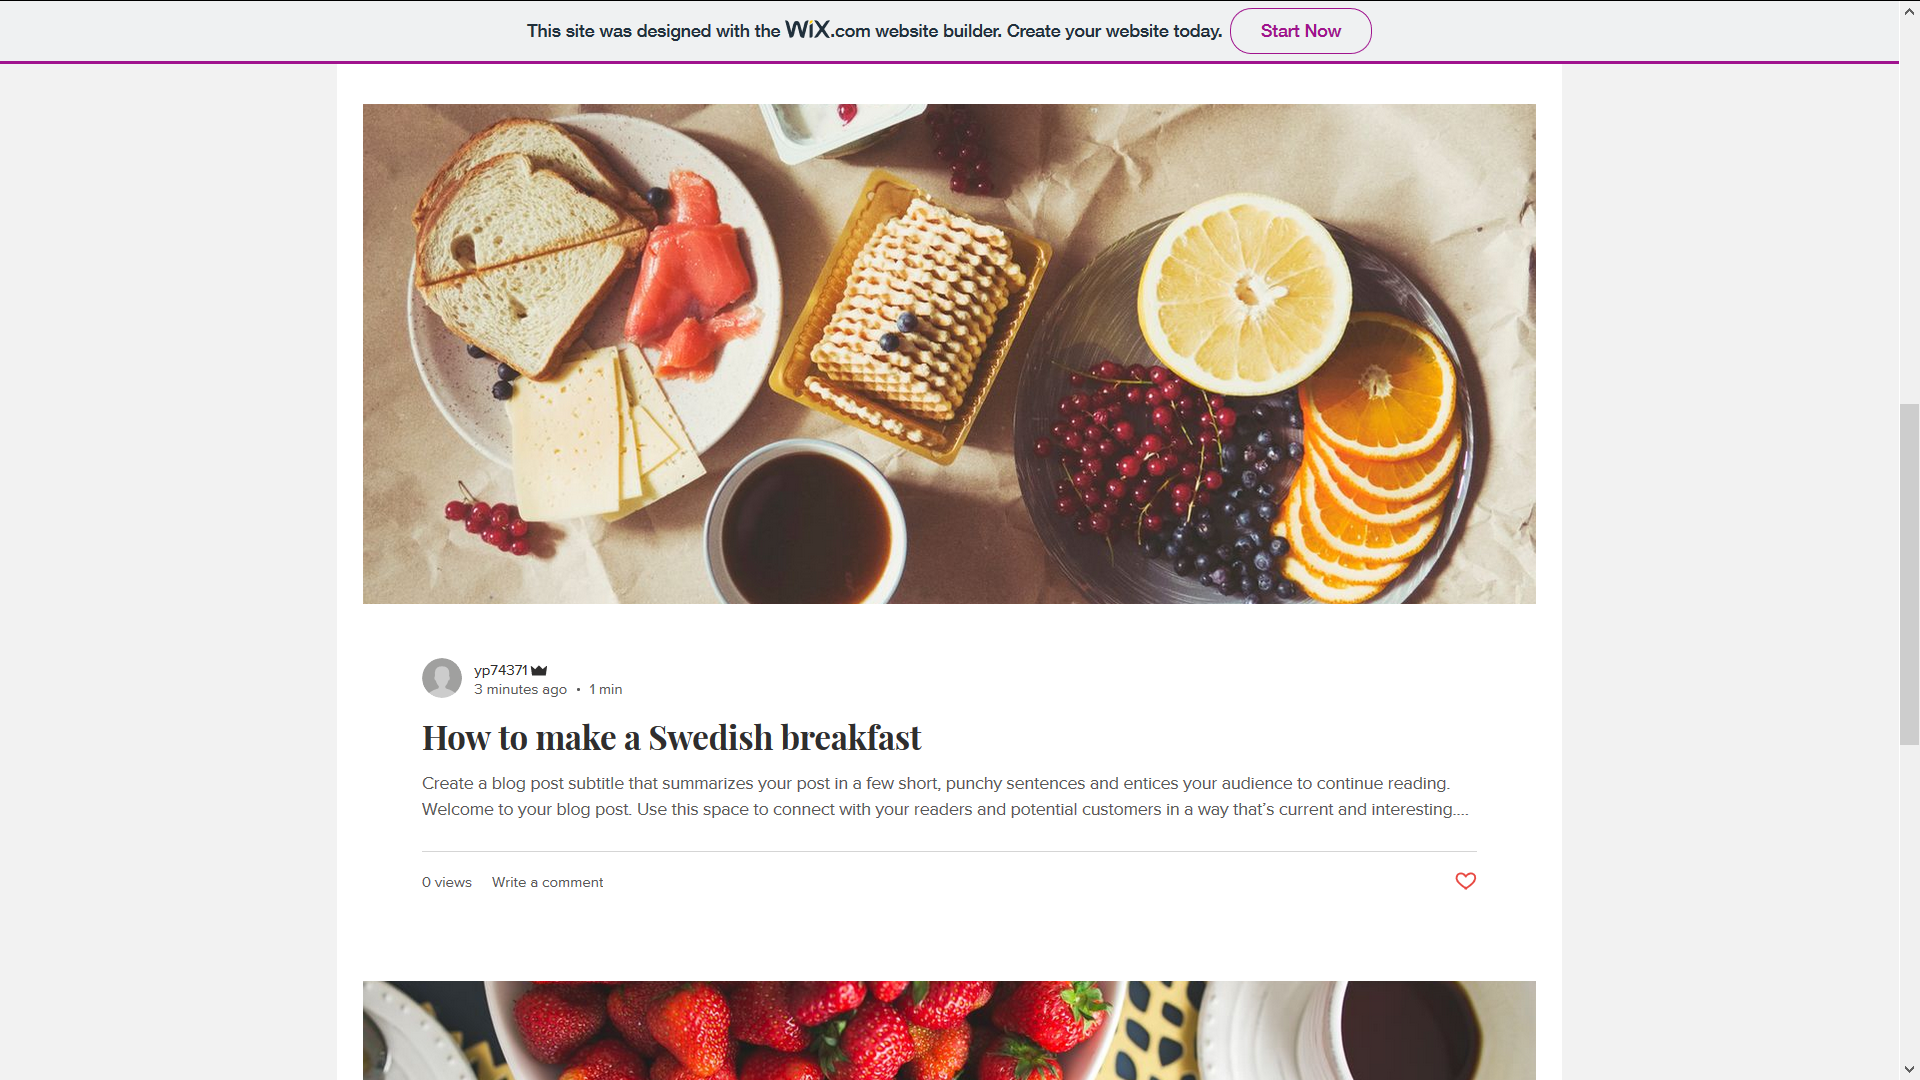 This site was designed with the WiX.com website builder. Create your website today. Start Now
yp74371
3 minutes ago • 1 min
How to make a Swedish breakfast
Create a blog post subtitle that summarizes your post in a few short, punchy sentences and entices your audience to continue reading.
Welcome to your blog post. Use this space to connect with your readers and potential customers in a way that’s current and interesting....
0 views Write a comment